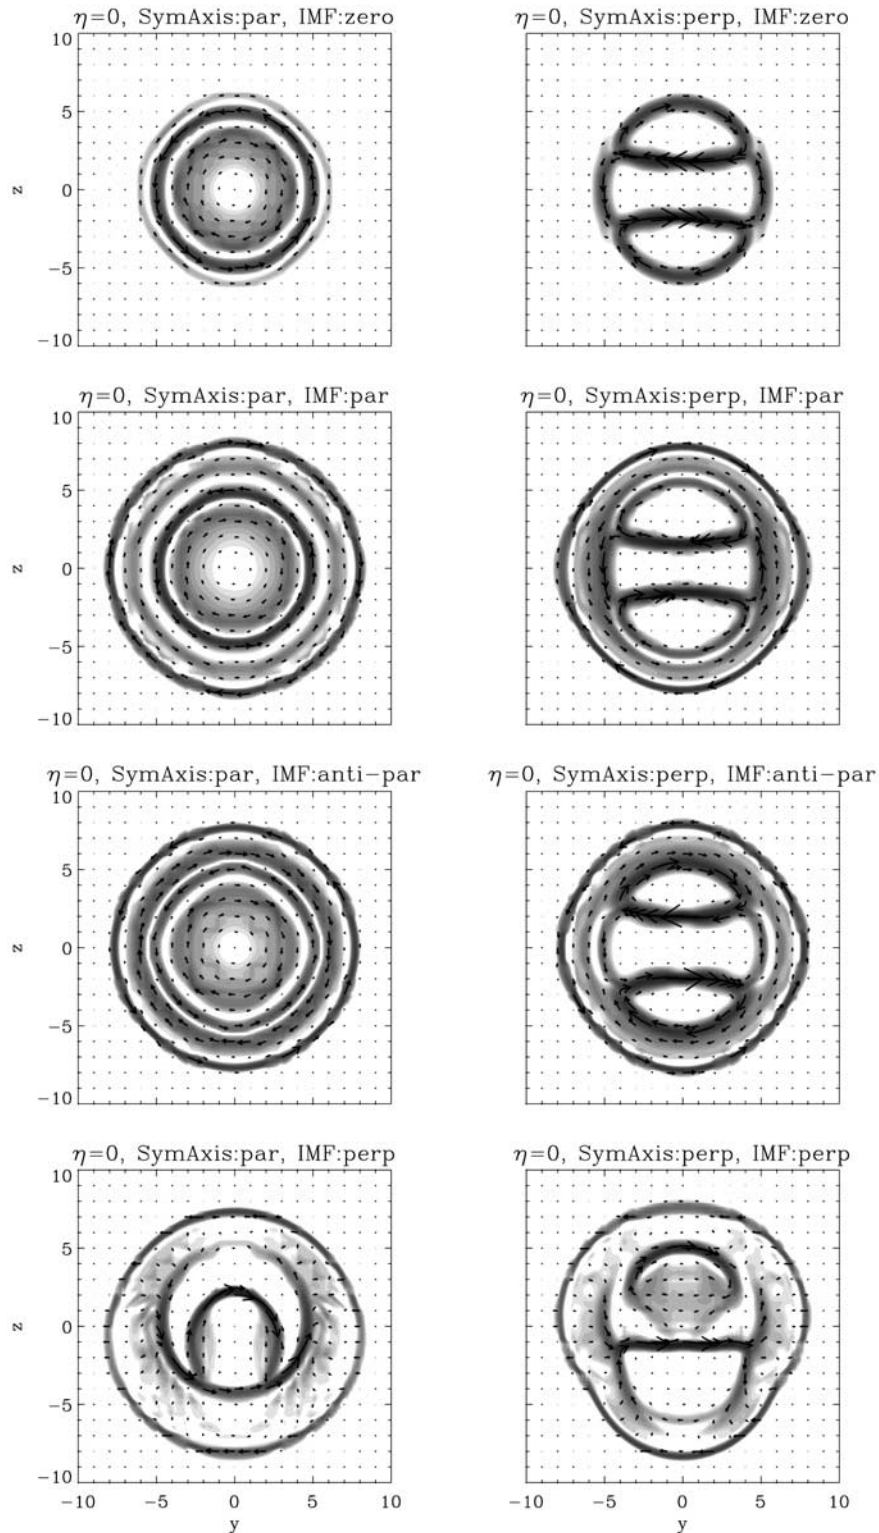 η=0, SymAxis:par, IMF:zero
η=0, SymAxis:perp, IMF:zero
10
5
0
−5
−10
z
η=0, SymAxis:par, IMF:par
η=0, SymAxis:perp, IMF:par
10
5
0
−5
−10
z
η=0, SymAxis:par, IMF:anti−par
η=0, SymAxis:perp, IMF:anti−par
10
5
0
−5
−10
z
η=0, SymAxis:par, IMF:perp
η=0, SymAxis:perp, IMF:perp
10
5
0
−5
−10
z
−10 −5 0 5 10
−10 −5 0 5 10
y
y